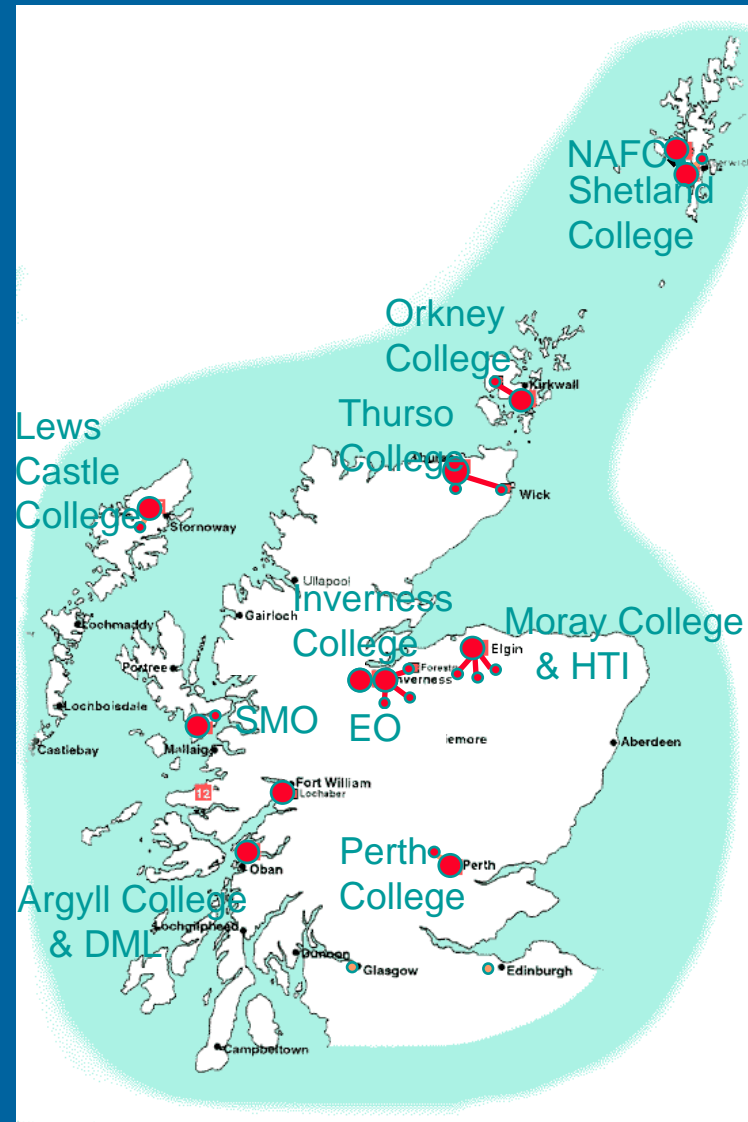 NAFC
Shetland
College
Orkney
College
Kirkwall
Thurso
College
Wick
Lews
Castle
College
Stornoway
Ullapool
Gairloch
Inverness
College
Moray College
& HTI
Elgin
Lochmaddy
Portree
Inverness
Lochboisdale
SMO
EO
iemore
Castlebay
Mallaig
Aberdeen
12
Fort William
Lochaber
Perth
College
Perth
Oban
Argyll College
& DML
Lochgilphead
Dunoon
Glasgow
Edinburgh
Campbeltown